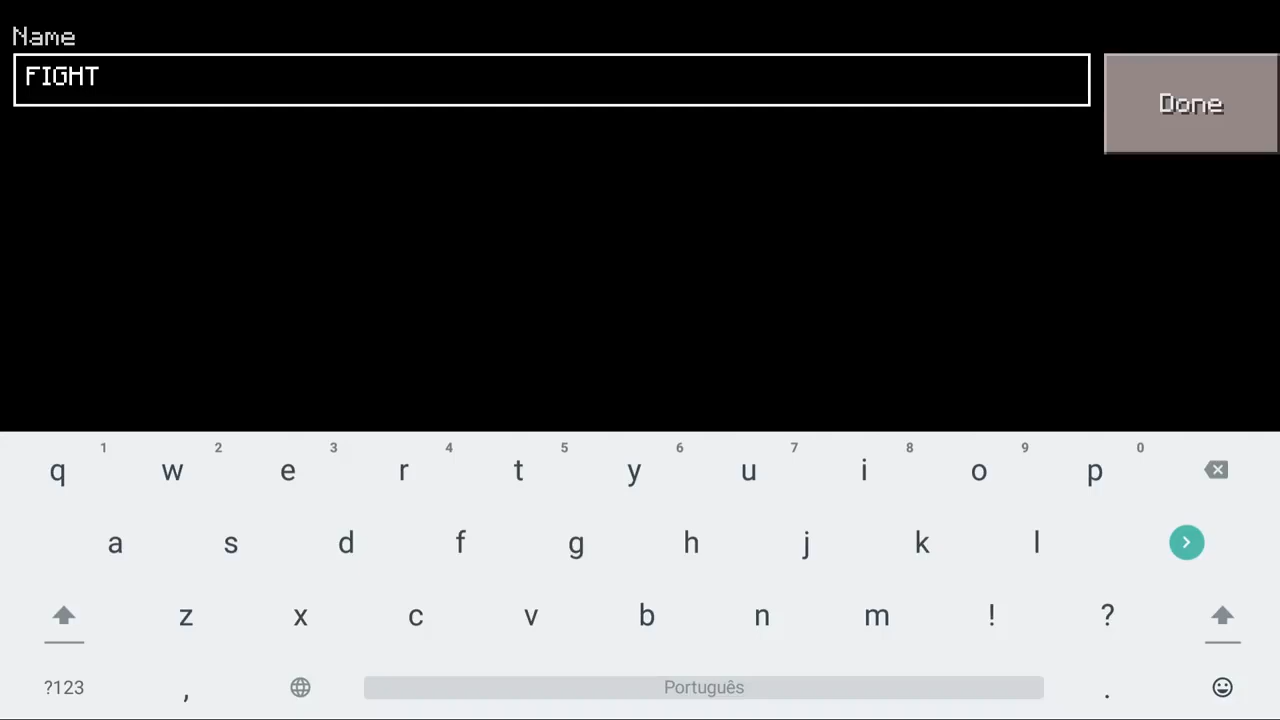 Name
FIGHT
Done
1 2 3 4 5 6 7 8 9 0
q w e r t y u i o p
a s d f g h j k l
z x c v b n m ! ?
?123 , Português .